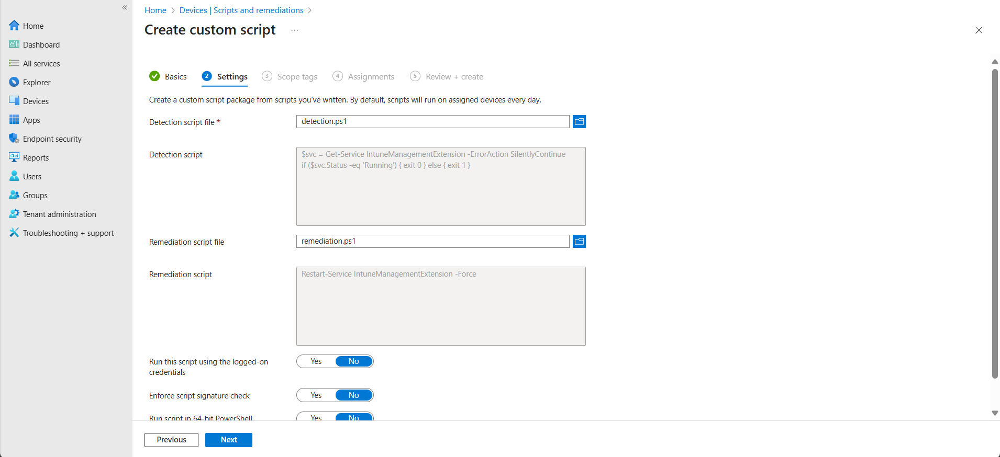 Home
Dashboard
All services
Explorer
Devices
Apps
Endpoint security
Reports
Users
Groups
Tenant administration
Troubleshooting + support
Home > Devices | Scripts and remediations >
Create custom script ...
Basics 2 Settings 3 Scope tags 4 Assignments 5 Review + create
Create a custom script package from scripts you've written. By default, scripts will run on assigned devices every day.
Detection script file * detection.ps1
Detection script
$svc = Get-Service IntuneManagementExtension -ErrorAction SilentlyContinue
if ($svc.Status -eq 'Running') { exit 0 } else { exit 1 }
Remediation script file remediation.ps1
Remediation script
Restart-Service IntuneManagementExtension -Force
Run this script using the logged-on
credentials
Yes No
Enforce script signature check Yes No
Run script in 64-bit PowerShell Yes No
Previous Next